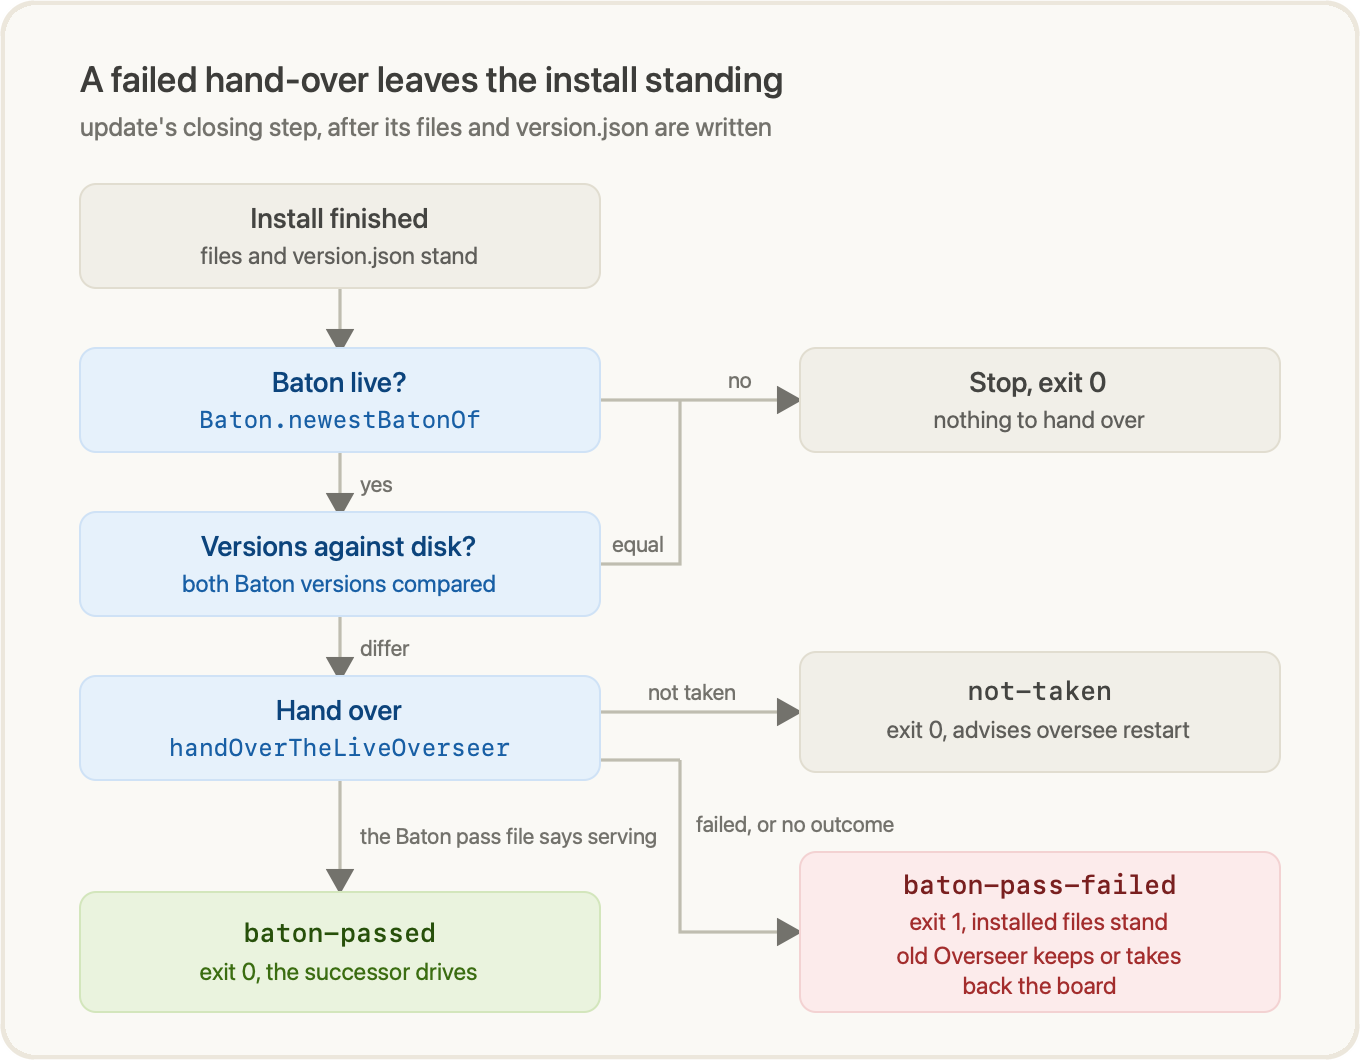 A failed hand-over leaves the install standing
update's closing step, after its files and version.json are written
Install finished
files and version.json stand
Baton live?
Baton.newestBatonOf
no
Stop, exit 0
nothing to hand over
yes
Versions against disk?
both Baton versions compared
equal
differ
Hand over
handOverTheLiveOverseer
not taken
not-taken
exit 0, advises oversee restart
the Baton pass file says serving
failed, or no outcome
baton-passed
exit 0, the successor drives
baton-pass-failed
exit 1, installed files stand
old Overseer keeps or takes
back the board